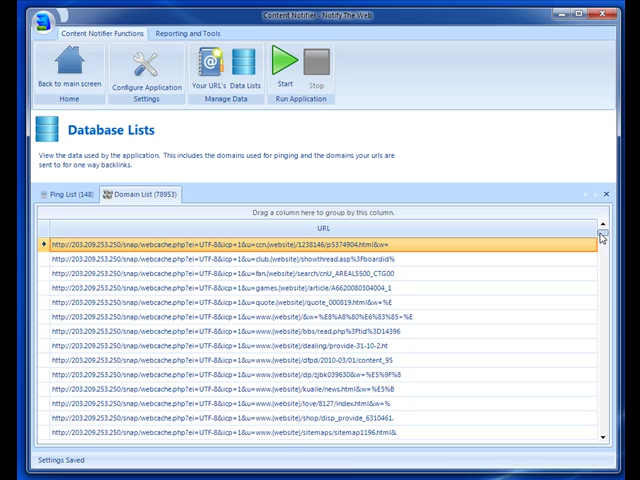 Content Notifier - Notify The Web
Content Notifier Functions
Reporting and Tools
Back to main screen
Configure Application
Your URL's
Data Lists
Start
Stop
Home
Settings
Manage Data
Run Application
Database Lists
View the data used by the application. This includes the domains used for pinging and the domains your urls are
sent to for one way backlinks.
Ping List (148)
Domain List (78953)
Drag a column here to group by this column.
URL
http://203.209.253.250/snap/webcache.php?ei=UTF-8&icp=1&u=ccn.{website}/1238146/p5374904.html&w=
http://203.209.253.250/snap/webcache.php?ei=UTF-8&icp=1&u=club.{website}/showthread.asp%3Fboardid%
http://203.209.253.250/snap/webcache.php?ei=UTF-8&icp=1&u=fan.{website}/search/cnU_AREAL5500_CTG00
http://203.209.253.250/snap/webcache.php?ei=UTF-8&icp=1&u=games.{website}/article/A6620080304004_1
http://203.209.253.250/snap/webcache.php?ei=UTF-8&icp=1&u=quote.{website}/quote_000819.html&w=%E
http://203.209.253.250/snap/webcache.php?ei=UTF-8&icp=1&u=www.{website}/&w=%E8%A8%80%E6%83%85+%E
http://203.209.253.250/snap/webcache.php?ei=UTF-8&icp=1&u=www.{website}/bbs/read.php%3Ftid%3D14396
http://203.209.253.250/snap/webcache.php?ei=UTF-8&icp=1&u=www.{website}/dealing/provide-31-10-2.ht
http://203.209.253.250/snap/webcache.php?ei=UTF-8&icp=1&u=www.{website}/dfpd/2010-03/01/content_95
http://203.209.253.250/snap/webcache.php?ei=UTF-8&icp=1&u=www.{website}/dp/zjbk039630&w=%E5%9F%8
http://203.209.253.250/snap/webcache.php?ei=UTF-8&icp=1&u=www.{website}/kuaile/news.html&w=%E5%B
http://203.209.253.250/snap/webcache.php?ei=UTF-8&icp=1&u=www.{website}/love/8127/index.html&w=%
http://203.209.253.250/snap/webcache.php?ei=UTF-8&icp=1&u=www.{website}/shop/disp_provide_6310461.
http://203.209.253.250/snap/webcache.php?ei=UTF-8&icp=1&u=www.{website}/sitemaps/sitemap1196.html&
Settings Saved